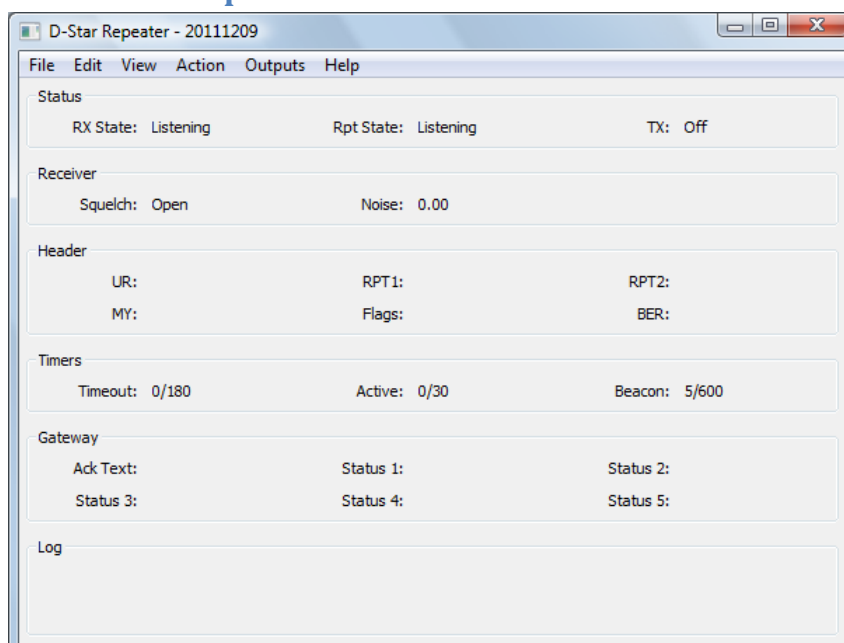 D-Star Repeater - 20111209
File Edit View Action Outputs Help
Status
RX State: Listening Rpt State: Listening TX: Off
Receiver
Squelch: Open Noise: 0.00
Header
UR: RPT1: RPT2:
MY: Flags: BER:
Timers
Timeout: 0/180 Active: 0/30 Beacon: 5/600
Gateway
Ack Text: Status 1: Status 2:
Status 3: Status 4: Status 5:
Log